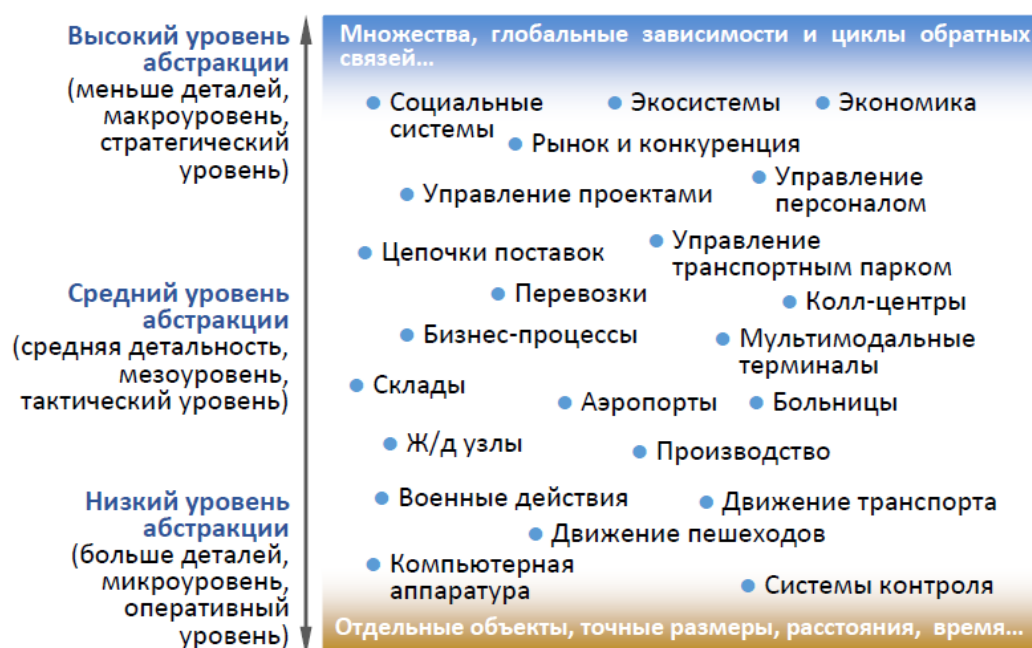 Высокий уровень
абстракции
(меньше деталей,
макроуровень,
стратегический
уровень)
Средний уровень
абстракции
(средняя детальность,
мезоуровень,
тактический уровень)
Низкий уровень
абстракции
(больше деталей,
микроуровень,
оперативный
уровень)
Множества, глобальные зависимости и циклы обратных
связей...
Социальные
системы
Экосистемы
Экономика
Рынок и конкуренция
Управление проектами
Управление
персоналом
Цепочки поставок
Управление
транспортным парком
Перевозки
Колл-центры
Бизнес-процессы
Мультимодальные
терминалы
Склады
Аэропорты
Больницы
Ж/д узлы
Производство
Военные действия
Движение транспорта
Движение пешеходов
Компьютерная
аппаратура
Системы контроля
Отдельные объекты, точные размеры, расстояния, время...